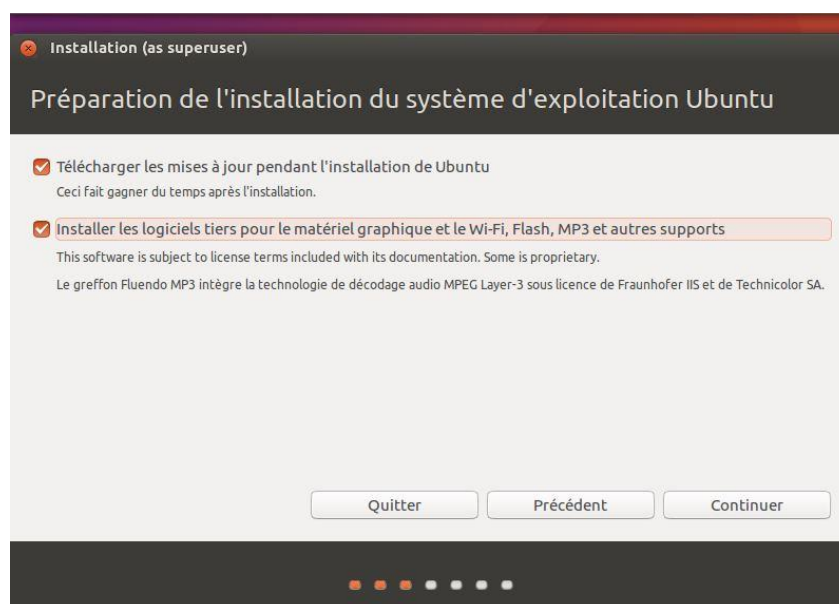 Installation (as superuser)
Préparation de l'installation du système d'exploitation Ubuntu
Télécharger les mises à jour pendant l'installation de Ubuntu
Ceci fait gagner du temps après l'installation.
Installer les logiciels tiers pour le matériel graphique et le Wi-Fi, Flash, MP3 et autres supports
This software is subject to license terms included with its documentation. Some is proprietary.
Le greffon Fluendo MP3 intègre la technologie de décodage audio MPEG Layer-3 sous licence de Fraunhofer IIS et de Technicolor SA.
Quitter Précédent Continuer